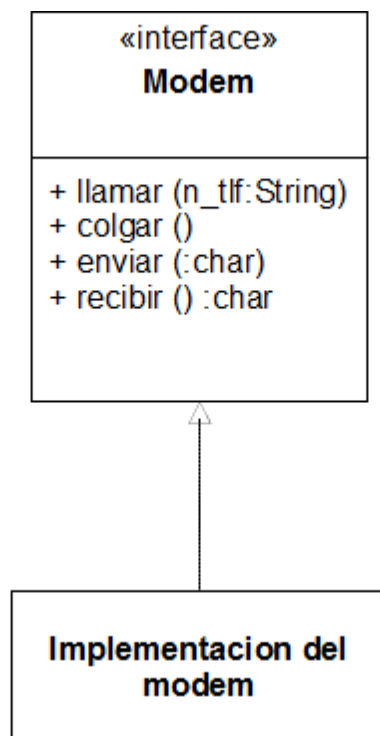 «interface»
Modem
+ llamar (n_tlf:String)
+ colgar ()
+ enviar (:char)
+ recibir () :char
Implementacion del
modem